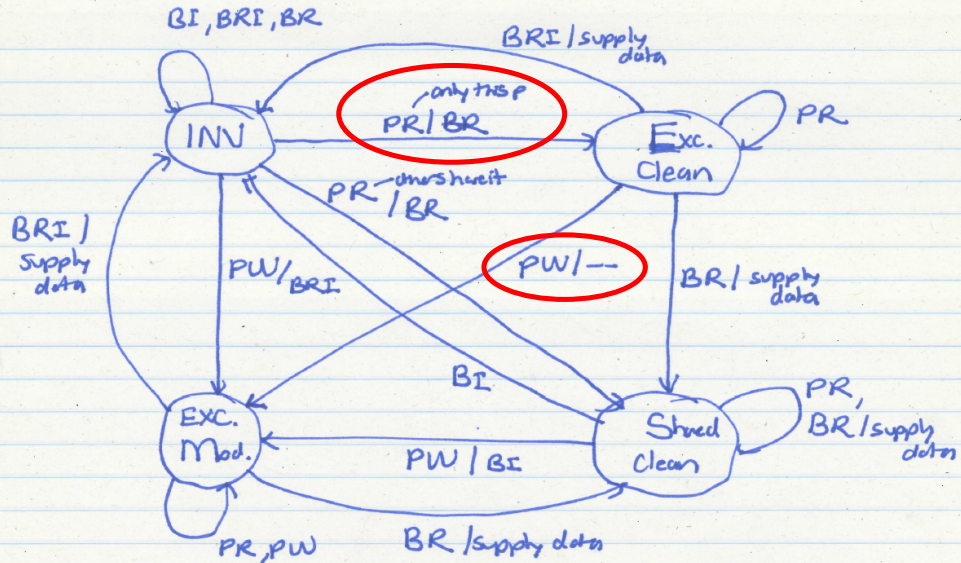 BI, BRI, BR
BRI / supply
data
only this p
PR / BR
INV
Exc.
Clean
PR
PR
others have it
/ BR
BRI /
supply
data
PW /
BRI
PW / --
BR / supply
data
BI
EXC.
Mod.
Shared
Clean
PR,
BR / supply
data
PW / BI
PR, PW
BR / supply data